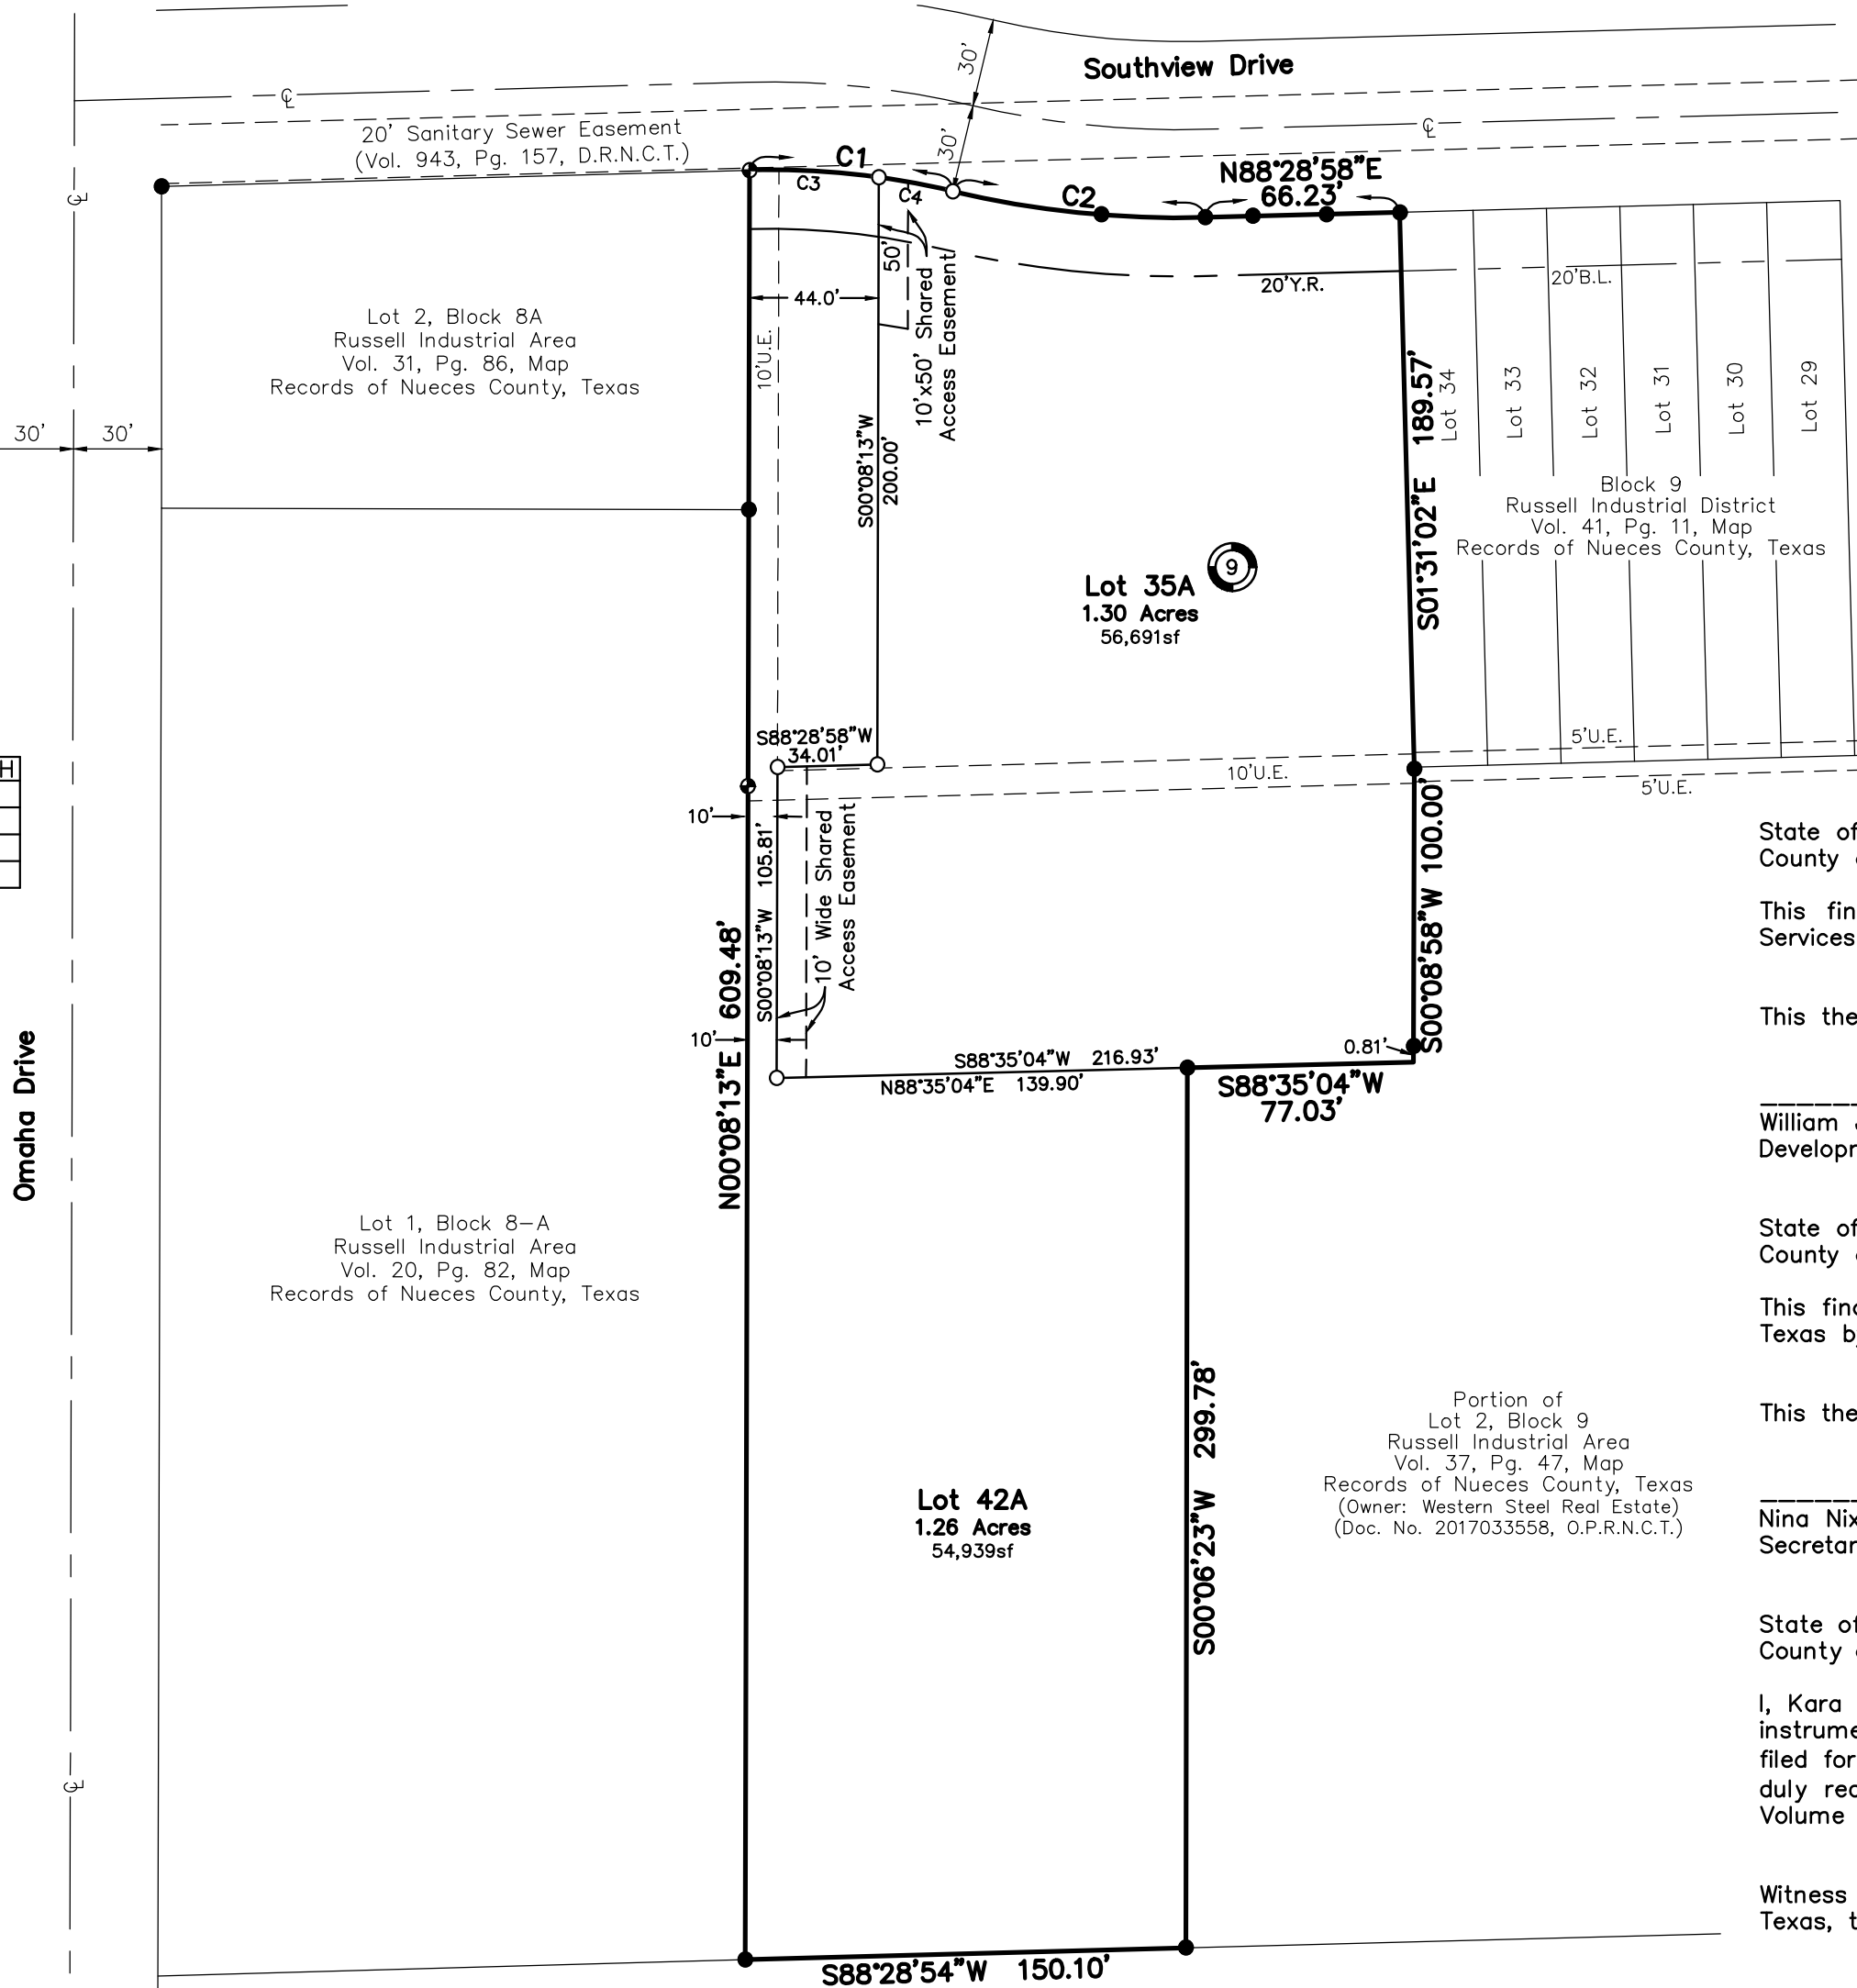 Southview Drive
30'
30'
℄
℄
20' Sanitary Sewer Easement
(Vol. 943, Pg. 157, D.R.N.C.T.)
C1
C3
C4
C2
N88°28'58"E
66.23'
℄
Lot 2, Block 8A
Russell Industrial Area
Vol. 31, Pg. 86, Map
Records of Nueces County, Texas
30'
30'
44.0'
10'U.E.
50'
10'x50' Shared
Access Easement
20'Y.R.
20'B.L.
S00°08'13"W
200.00'
S01°31'02"E 189.57'
Lot 34
Lot 33
Lot 32
Lot 31
Lot 30
Lot 29
Block 9
Russell Industrial District
Vol. 41, Pg. 11, Map
Records of Nueces County, Texas
9
Lot 35A
1.30 Acres
56,691sf
S88°28'58"W
34.01'
5'U.E.
10'U.E.
5'U.E.
H
10'
S00°08'13"W 105.81'
10' Wide Shared
Access Easement
10'
S00°08'58"W 100.00'
0.81'
N00°08'13"E 609.48'
S88°35'04"W 216.93'
N88°35'04"E 139.90'
S88°35'04"W
77.03'
Omaha Drive
Lot 1, Block 8-A
Russell Industrial Area
Vol. 20, Pg. 82, Map
Records of Nueces County, Texas
S00°06'23"W 299.78'
Portion of
Lot 2, Block 9
Russell Industrial Area
Vol. 37, Pg. 47, Map
Records of Nueces County, Texas
(Owner: Western Steel Real Estate)
(Doc. No. 2017033558, O.P.R.N.C.T.)
Lot 42A
1.26 Acres
54,939sf
℄
S88°28'54"W 150.10'
State of
County
This fin
Services
This the
William
Develop
State of
County
This fin
Texas b
This the
Nina Nix
Secretar
State of
County
I, Kara
instrume
filed for
duly rec
Volume
Witness
Texas, t